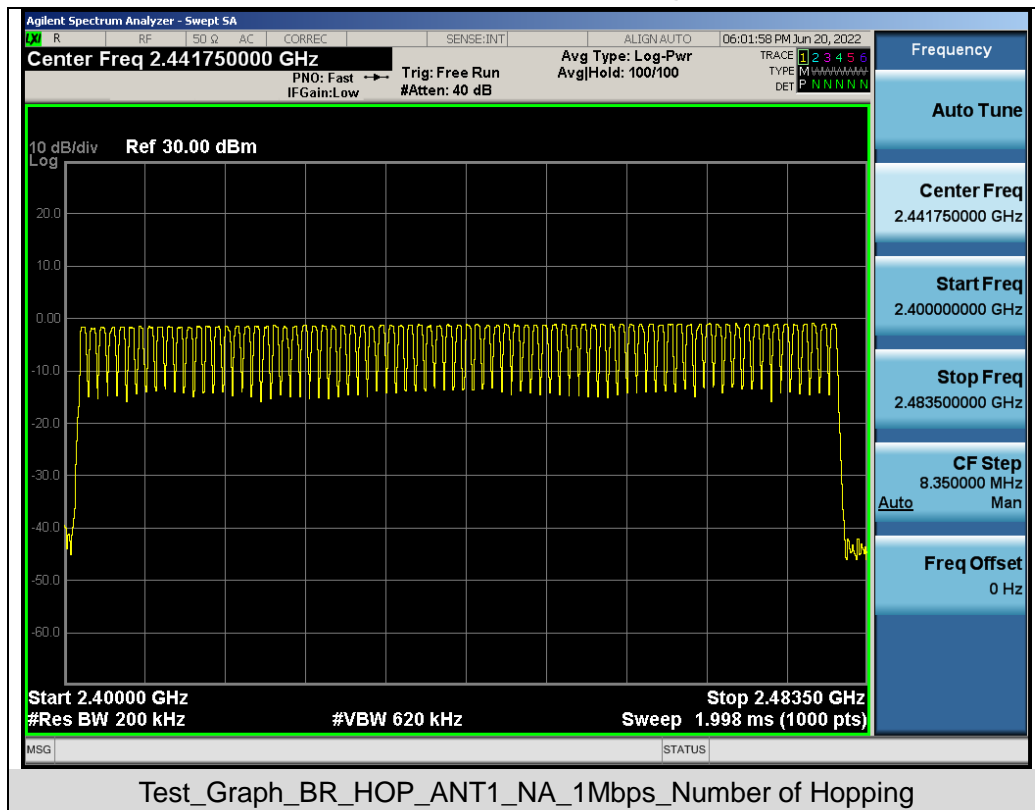 Agilent Spectrum Analyzer - Swept SA
LXI R RF 50 Ω AC CORREC SENSE:INT ALIGN AUTO 06:01:58 PM Jun 20, 2022
Center Freq 2.441750000 GHz
PNO: Fast
IFGain:Low
Trig: Free Run
#Atten: 40 dB
Avg Type: Log-Pwr
Avg|Hold: 100/100
TRACE 1 2 3 4 5 6
TYPE M
DET P N N N N N
10 dB/div Ref 30.00 dBm
Log
20.0
10.0
0.00
-10.0
-20.0
-30.0
-40.0
-50.0
-60.0
Start 2.40000 GHz Stop 2.48350 GHz
#Res BW 200 kHz #VBW 620 kHz Sweep 1.998 ms (1000 pts)
MSG STATUS
Frequency
Auto Tune
Center Freq
2.441750000 GHz
Start Freq
2.400000000 GHz
Stop Freq
2.483500000 GHz
CF Step
8.350000 MHz
Auto Man
Freq Offset
0 Hz
Test_Graph_BR_HOP_ANT1_NA_1Mbps_Number of Hopping